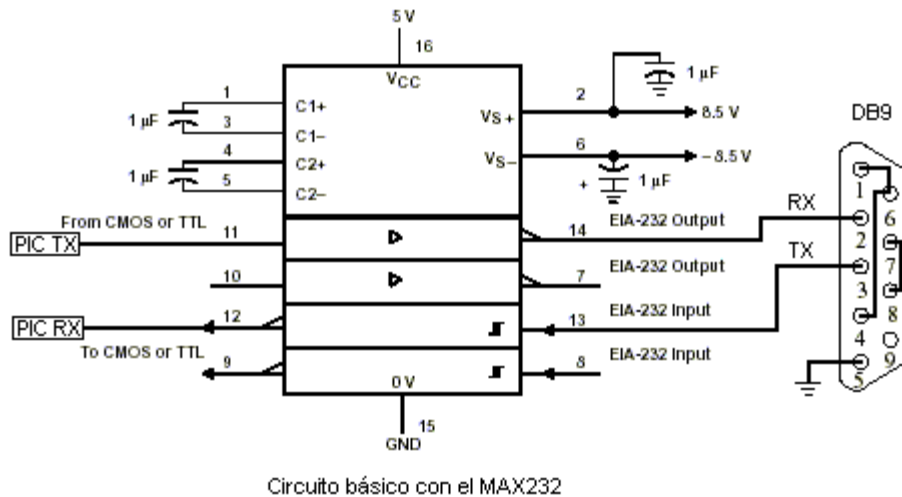 5 V
16
VCC
1 µF
1
3
C1+
C1−
1 µF
4
5
C2+
C2−
VS+
2
1 µF
8.5 V
VS−
6
− 8.5 V
+
1 µF
DB9
From CMOS or TTL
PIC TX
11
14
EIA-232 Output
RX
10
7
EIA-232 Output
TX
PIC RX
12
13
EIA-232 Input
To CMOS or TTL
9
8
EIA-232 Input
0 V
15
GND
1
6
2
7
3
8
4
9
5
Circuito básico con el MAX232